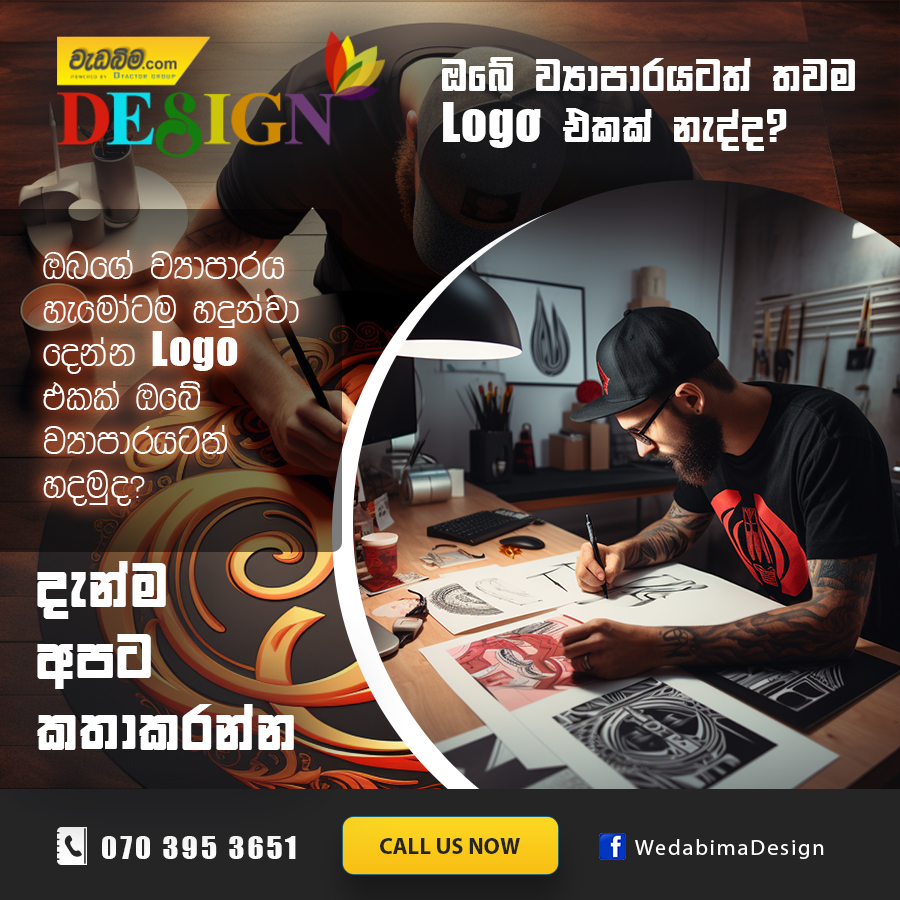 වැඩබිම.com
POWERED BY DFACTOR GROUP
DESIGN
ඔබේ ව්‍යාපාරයටත් තවම
Logo එකක් නැද්ද?
ඔබගේ ව්‍යාපාරය
හැමෝටම හදුන්වා
දෙන්න Logo
එකක් ඔබේ
ව්‍යාපාරයටත්
හදමුද?
දැන්ම
අපට
කතාකරන්න
070 395 3651
CALL US NOW
f WedabimaDesign